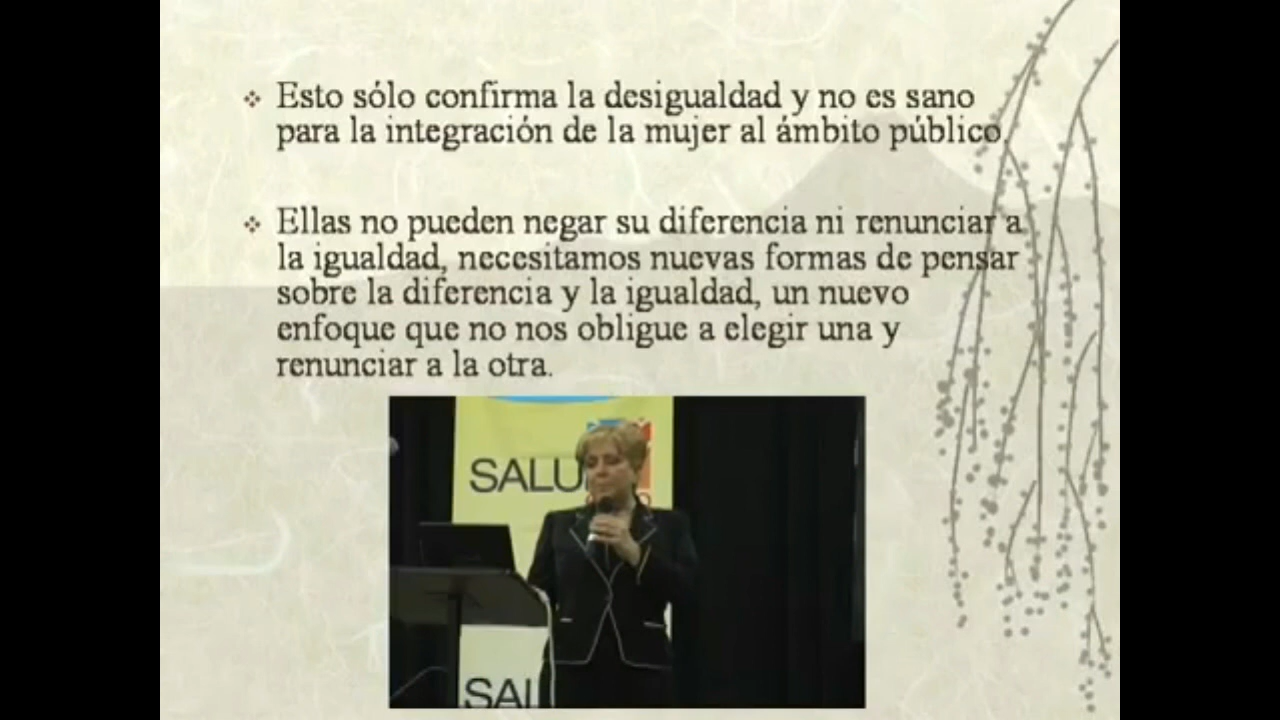 Esto sólo confirma la desigualdad y no es sano
para la integración de la mujer al ámbito público.
Ellas no pueden negar su diferencia ni renunciar a
la igualdad, necesitamos nuevas formas de pensar
sobre la diferencia y la igualdad, un nuevo
enfoque que no nos obligue a elegir una y
renunciar a la otra.
SALU
SAL